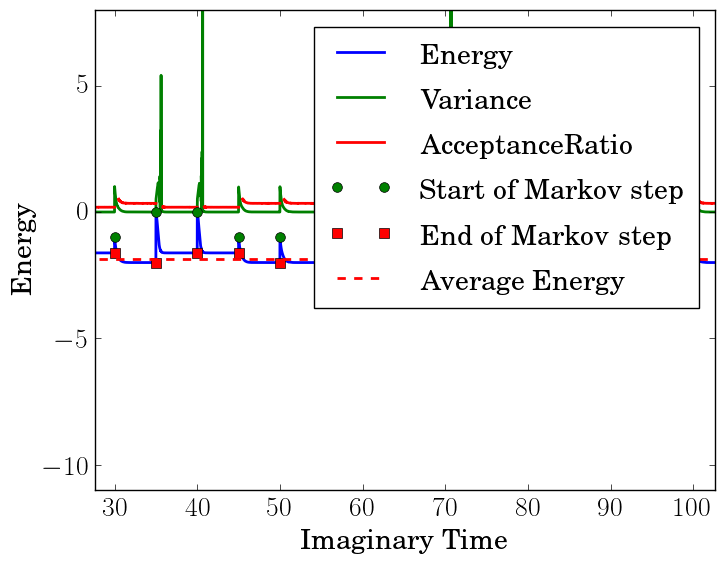 5
0
−5
−10
Energy
Energy
Variance
AcceptanceRatio
Start of Markov step
End of Markov step
Average Energy
30 40 50 60 70 80 90 100
Imaginary Time